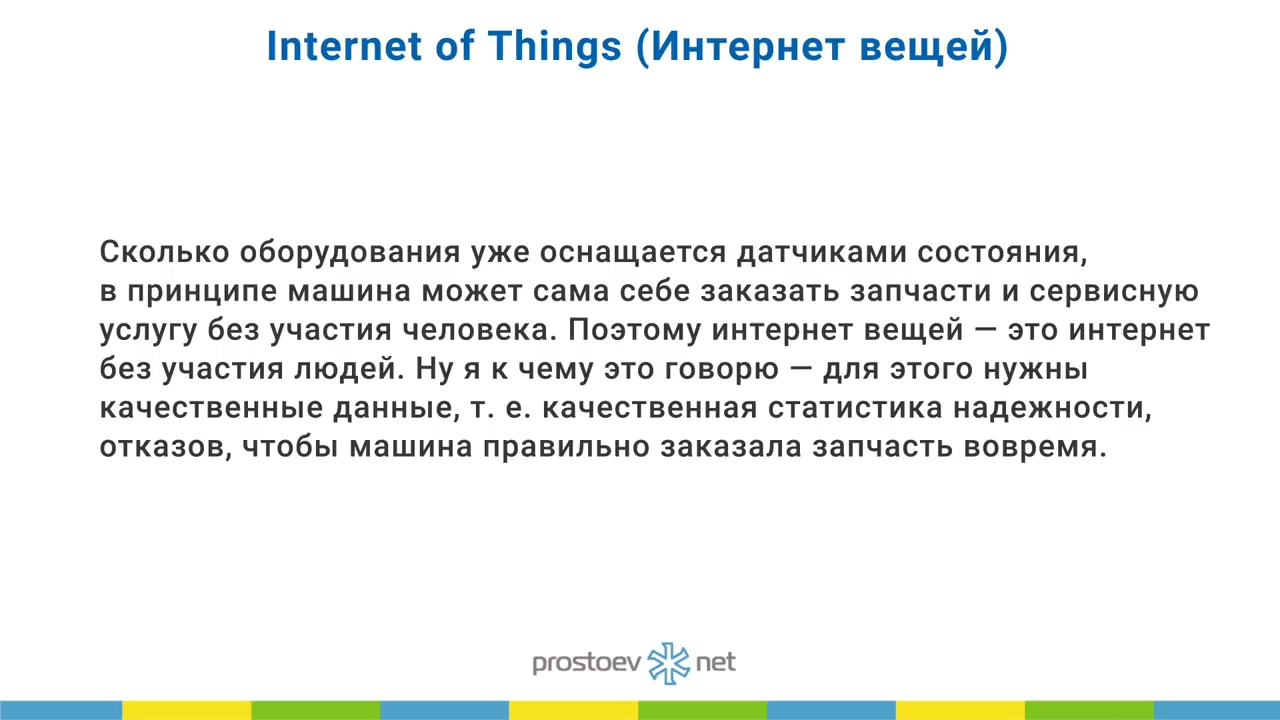 Internet of Things (Интернет вещей)
Сколько оборудования уже оснащается датчиками состояния,
в принципе машина может сама себе заказать запчасти и сервисную
услугу без участия человека. Поэтому интернет вещей — это интернет
без участия людей. Ну я к чему это говорю — для этого нужны
качественные данные, т. е. качественная статистика надежности,
отказов, чтобы машина правильно заказала запчасть вовремя.
prostoev net